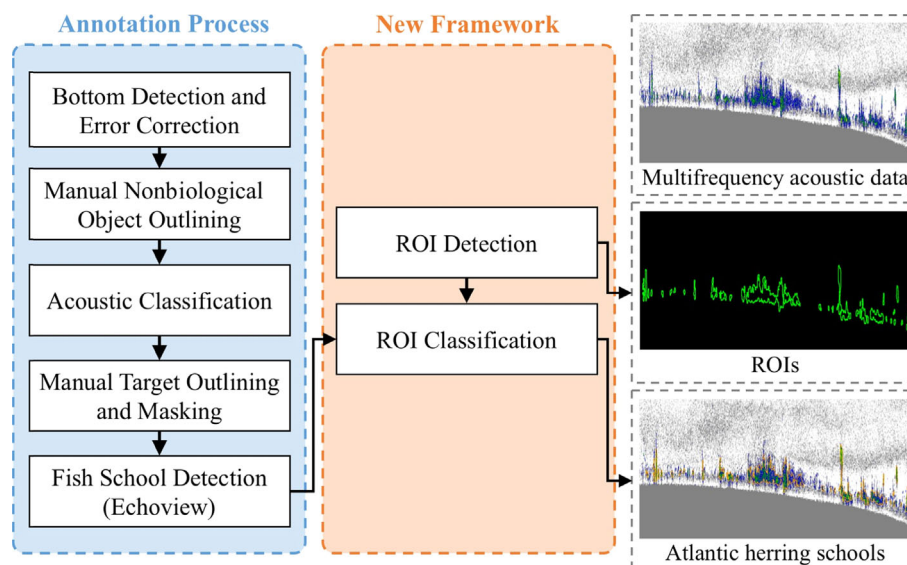 Annotation Process
Bottom Detection and
Error Correction
Manual Nonbiological
Object Outlining
Acoustic Classification
Manual Target Outlining
and Masking
Fish School Detection
(Echoview)
New Framework
ROI Detection
ROI Classification
Multifrequency acoustic data
ROIs
Atlantic herring schools